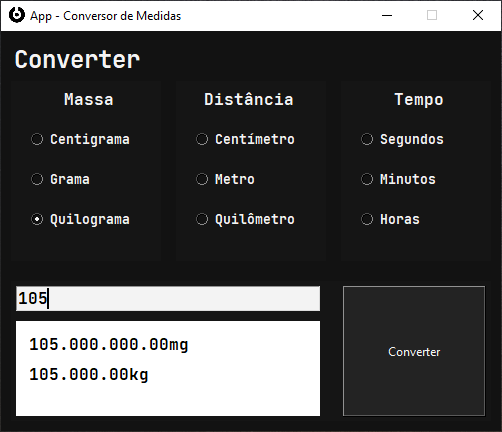 App - Conversor de Medidas
Converter
Massa
Centigrama
Grama
Quilograma
Distância
Centímetro
Metro
Quilômetro
Tempo
Segundos
Minutos
Horas
105
105.000.000.00mg
105.000.00kg
Converter